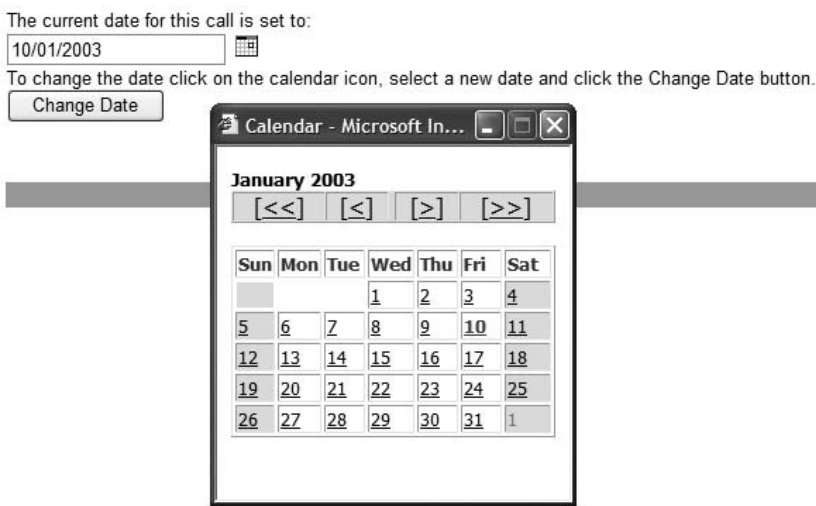 The current date for this call is set to:
10/01/2003
To change the date click on the calendar icon, select a new date and click the Change Date button.
Change Date
Calendar - Microsoft In...
January 2003
[<<] [<] [>] [>>]
Sun Mon Tue Wed Thu Fri Sat
1 2 3 4
5 6 7 8 9 10 11
12 13 14 15 16 17 18
19 20 21 22 23 24 25
26 27 28 29 30 31 1